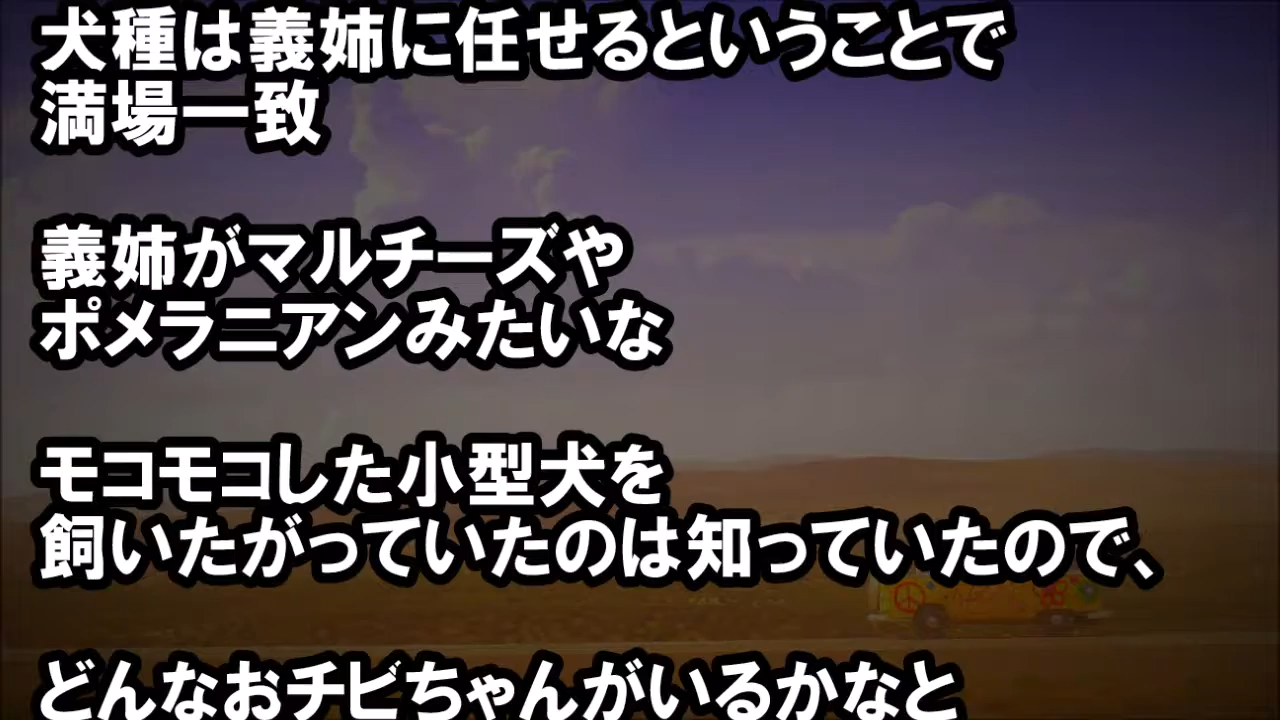 犬種は義姉に任せるということで
満場一致
義姉がマルチーズや
ポメラニアンみたいな
モコモコした小型犬を
飼いたがっていたのは知っていたので、
どんなおチビちゃんがいるかなと